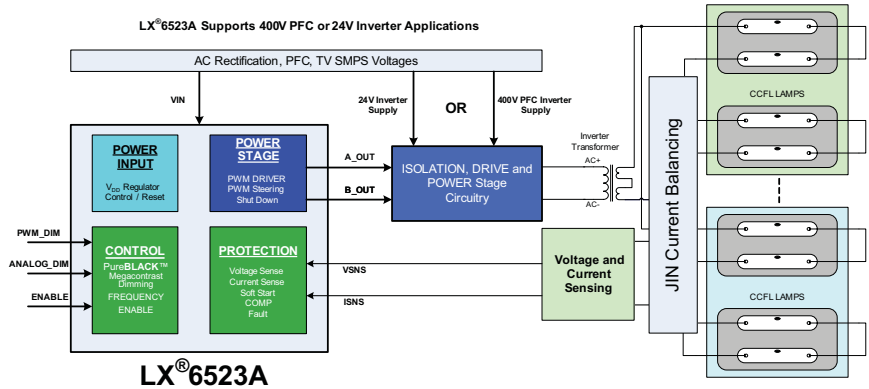 LX®6523A Supports 400V PFC or 24V Inverter Applications
AC Rectification, PFC, TV SMPS Voltages
VIN
24V Inverter
Supply
OR
400V PFC Inverter
Supply
POWER
INPUT
VDD Regulator
Control / Reset
POWER
STAGE
PWM DRIVER
PWM Steering
Shut Down
A_OUT
B_OUT
ISOLATION, DRIVE and
POWER Stage
Circuitry
Inverter
Transformer
AC+
AC-
JIN Current Balancing
CCFL LAMPS
CCFL LAMPS
PWM_DIM
ANALOG_DIM
ENABLE
CONTROL
PureBLACK™
Megacontrast
Dimming
FREQUENCY
ENABLE
PROTECTION
Voltage Sense
Current Sense
Soft Start
COMP
Fault
VSNS
ISNS
Voltage and
Current
Sensing
LX®6523A